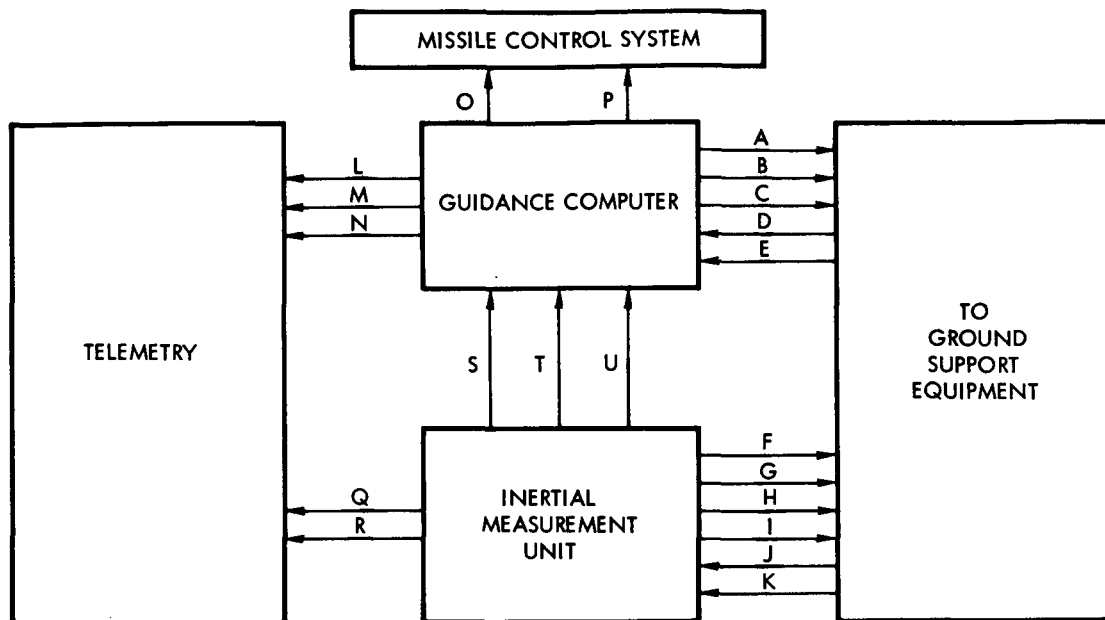 MISSILE CONTROL SYSTEM
O P
A
L B
M GUIDANCE COMPUTER C
N D
E
TELEMETRY
S T U
TO
GROUND
SUPPORT
EQUIPMENT
F
G
Q INERTIAL H
R MEASUREMENT I
UNIT J
K